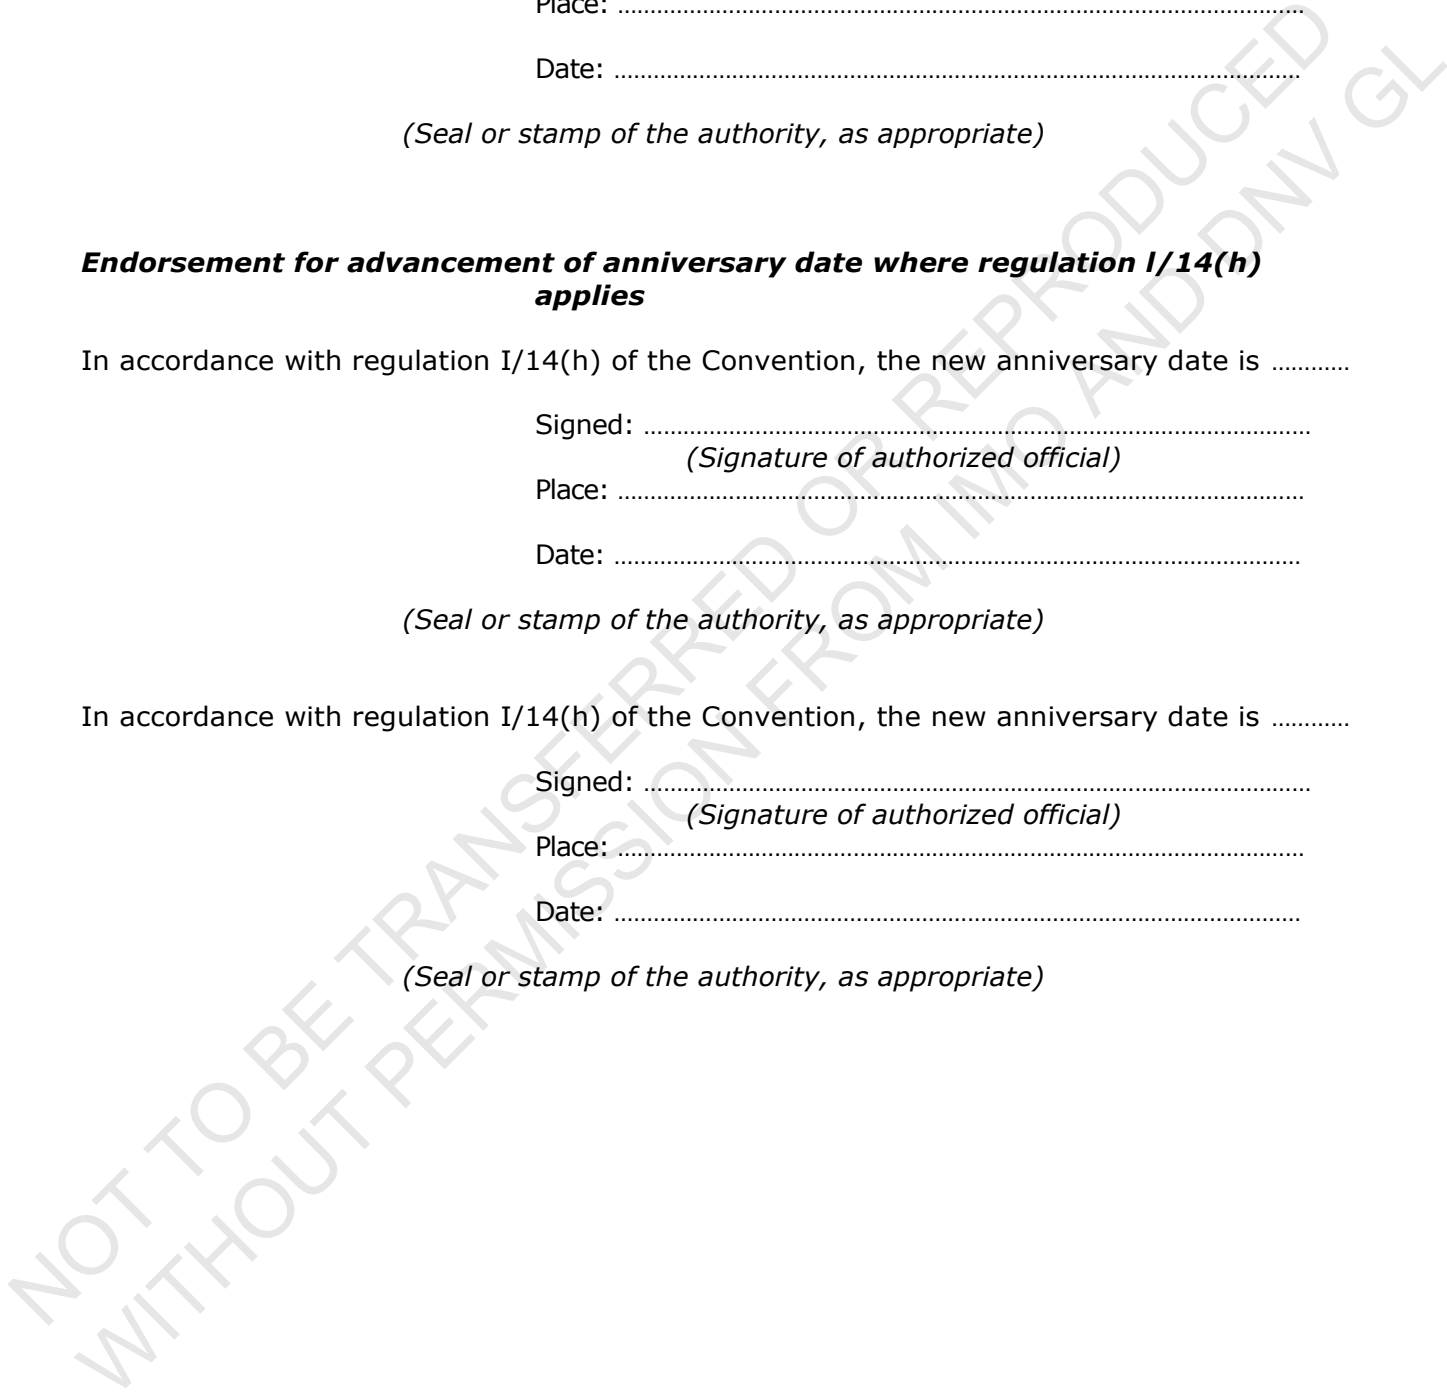 Place: ..........................................................................................................
Date: ..........................................................................................................
(Seal or stamp of the authority, as appropriate)
Endorsement for advancement of anniversary date where regulation l/14(h)
applies
In accordance with regulation I/14(h) of the Convention, the new anniversary date is ............
Signed: .......................................................................................................
(Signature of authorized official)
Place: ..........................................................................................................
Date: ..........................................................................................................
(Seal or stamp of the authority, as appropriate)
In accordance with regulation I/14(h) of the Convention, the new anniversary date is ............
Signed: .......................................................................................................
(Signature of authorized official)
Place: ..........................................................................................................
Date: ..........................................................................................................
(Seal or stamp of the authority, as appropriate)
NOT TO BE TRANSFERRED OR REPRODUCED
WITHOUT PERMISSION FROM IMO AND DNV GL